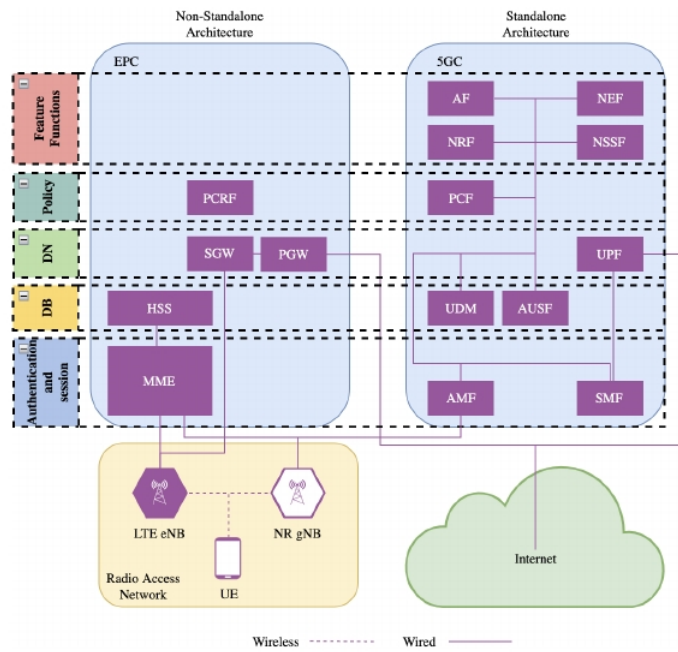 Non-Standalone
Architecture
Standalone
Architecture
EPC
5GC
Feature
Functions
AF
NEF
NRF
NSSF
Policy
PCRF
PCF
DN
SGW
PGW
UPF
DB
HSS
UDM
AUSF
Authentication
and
session
MME
AMF
SMF
LTE eNB
NR gNB
Radio Access
Network
UE
Internet
Wireless
Wired